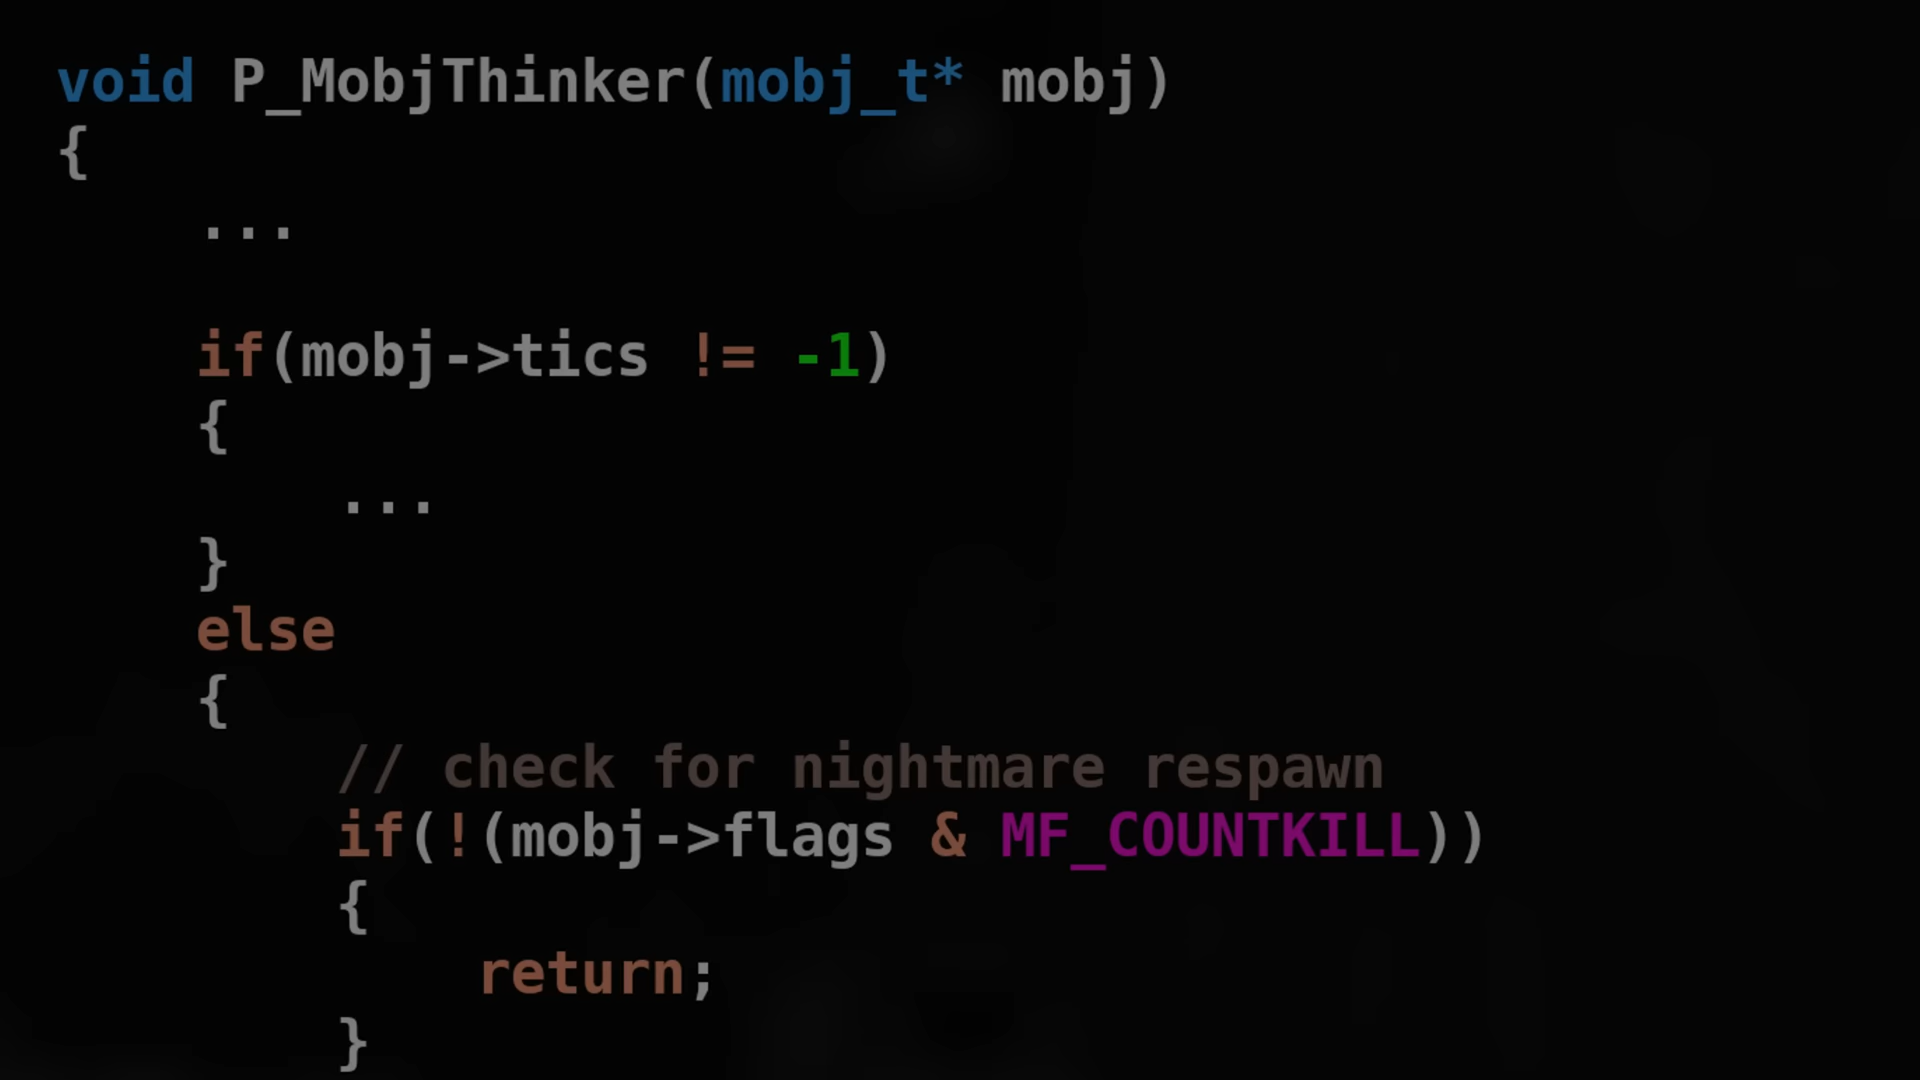 void P_MobjThinker(mobj_t* mobj)
{
    ...

    if(mobj->tics != -1)
    {
        ...
    }
    else
    {
        // check for nightmare respawn
        if(!(mobj->flags & MF_COUNTKILL))
        {
            return;
        }